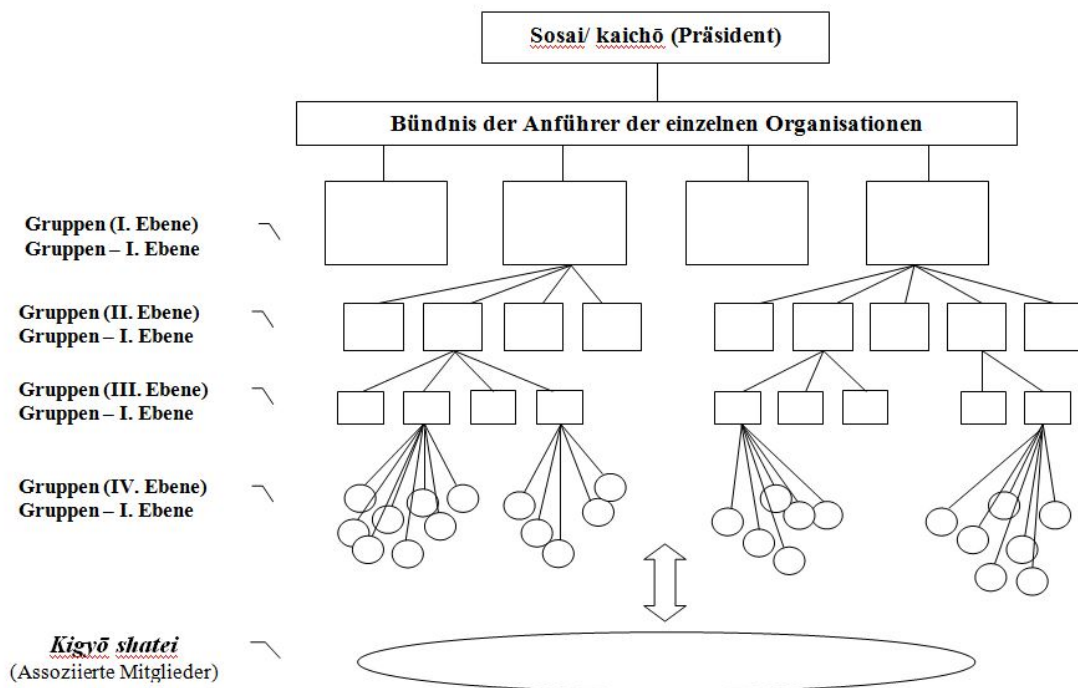 Sosai/ kaichō (Präsident)
Bündnis der Anführer der einzelnen Organisationen
Gruppen (I. Ebene)
Gruppen – I. Ebene
Gruppen (II. Ebene)
Gruppen – I. Ebene
Gruppen (III. Ebene)
Gruppen – I. Ebene
Gruppen (IV. Ebene)
Gruppen – I. Ebene
Kigyō shatei
(Assoziierte Mitglieder)